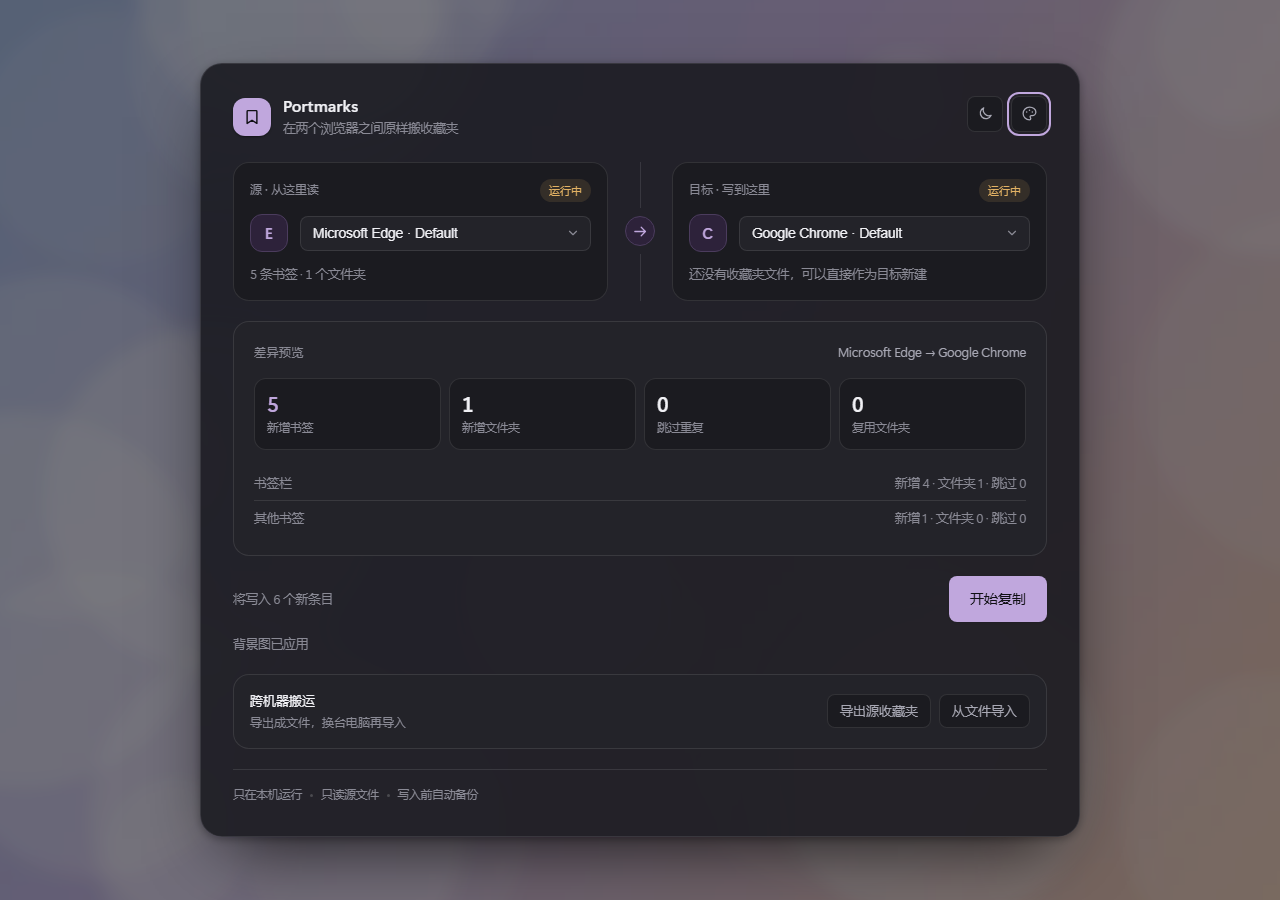 Portmarks
在两个浏览器之间原样搬收藏夹
源 · 从这里读
运行中
E
Microsoft Edge · Default
5 条书签 · 1 个文件夹
目标 · 写到这里
运行中
C
Google Chrome · Default
还没有收藏夹文件，可以直接作为目标新建
差异预览
Microsoft Edge → Google Chrome
5
新增书签
1
新增文件夹
0
跳过重复
0
复用文件夹
书签栏
新增 4 · 文件夹 1 · 跳过 0
其他书签
新增 1 · 文件夹 0 · 跳过 0
将写入 6 个新条目
开始复制
背景图已应用
跨机器搬运
导出成文件，换台电脑再导入
导出源收藏夹
从文件导入
只在本机运行 · 只读源文件 · 写入前自动备份